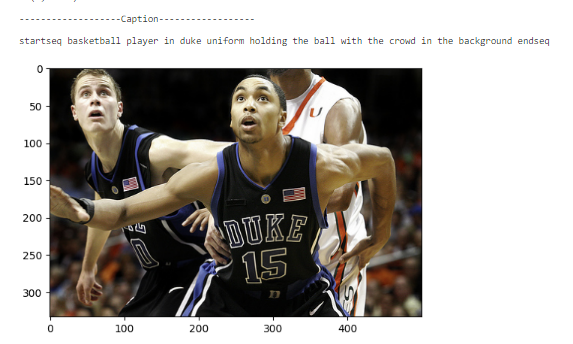 --------------------Caption-------------------
startseq basketball player in duke uniform holding the ball with the crowd in the background endseq
0
50
100
150
200
250
300
DUKE
15
0
U
D
0
100
200
300
400